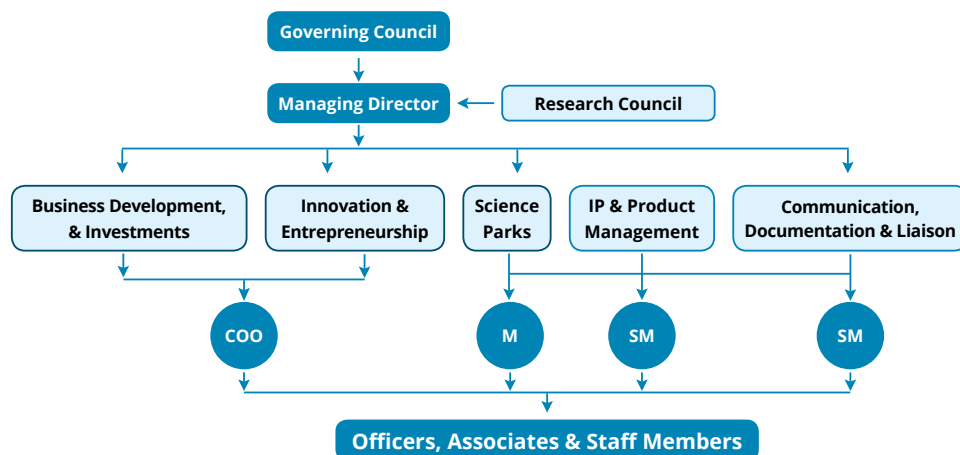 Governing Council
Managing Director
Research Council
Business Development,
& Investments
Innovation &
Entrepreneurship
Science
Parks
IP & Product
Management
Communication,
Documentation & Liaison
COO
M
SM
SM
Officers, Associates & Staff Members